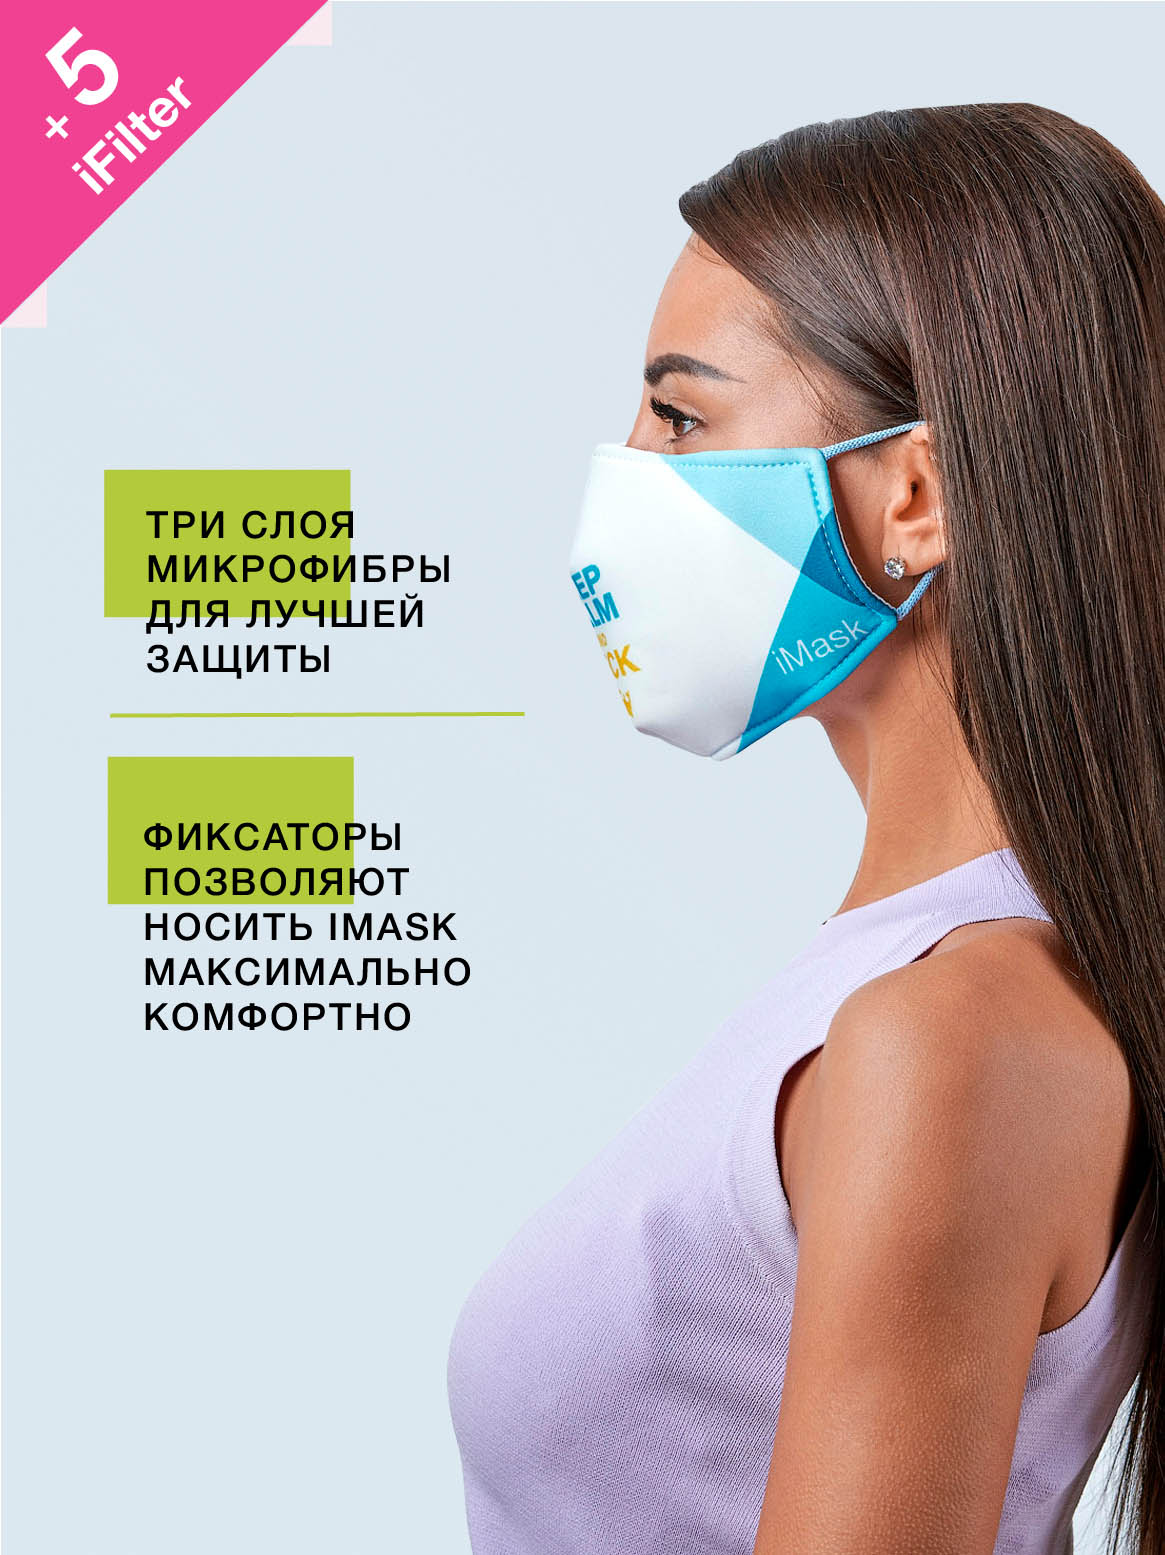 + 5
iFilter
ТРИ СЛОЯ
МИКРОФИБРЫ
ДЛЯ ЛУЧШЕЙ
ЗАЩИТЫ
ФИКСАТОРЫ
ПОЗВОЛЯЮТ
НОСИТЬ IMASK
МАКСИМАЛЬНО
КОМФОРТНО
iMask